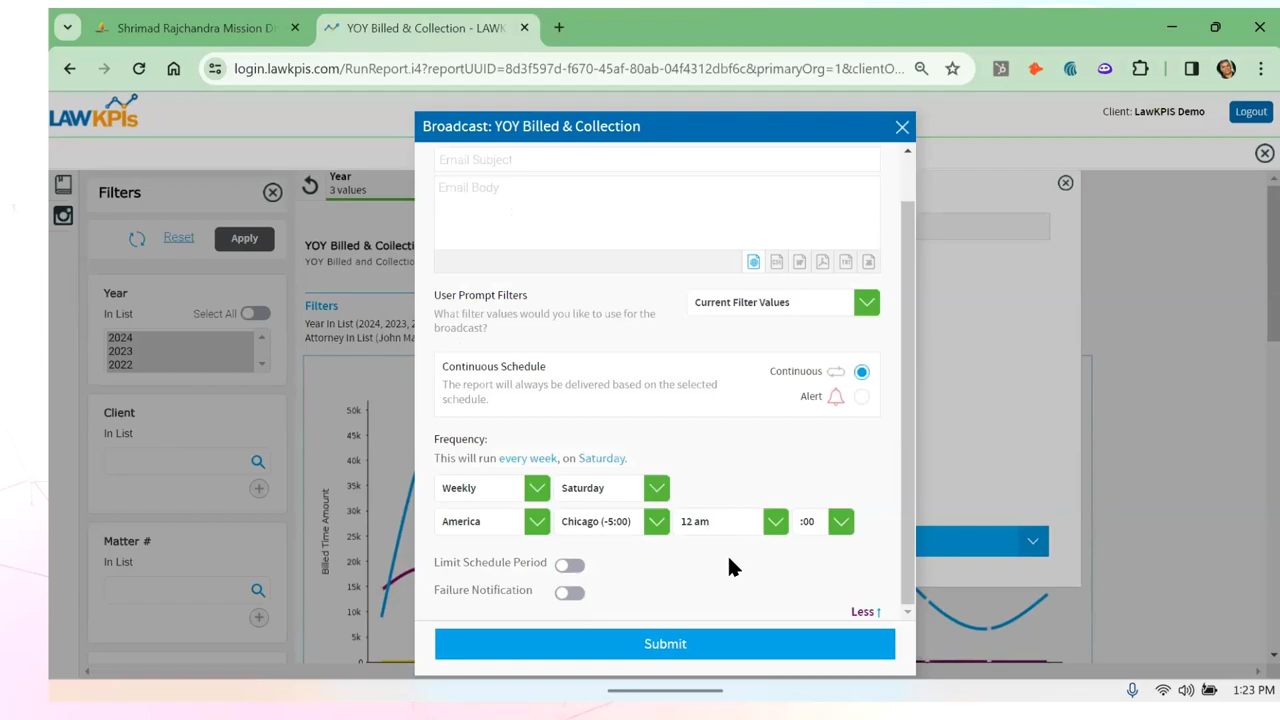 Shrimad Rajchandra Mission D
YOY Billed & Collection - LAWK
login.lawkpis.com/RunReport.i4?reportUUID=8d3f597d-f670-45af-80ab-04f4312dbf6c&primaryOrg=1&clientO...
LAWKPIs
Client: LawKPIS Demo
Logout
Broadcast: YOY Billed & Collection
Filters
Reset
Apply
Year
3 values
YOY Billed & Collecti
YOY Billed and Collectio
Filters
Year In List (2024, 2023, 2
Attorney In List (John Ma
Year
In List
Select All
2024
2023
2022
Client
In List
Matter #
In List
Billed Time Amount
50k
45k
40k
35k
30k
25k
20k
15k
10k
5k
0
Email Subject
Email Body
CSV
TXT
User Prompt Filters
What filter values would you like to use for the
broadcast?
Current Filter Values
Continuous Schedule
The report will always be delivered based on the selected
schedule.
Continuous
Alert
Frequency:
This will run every week, on Saturday.
Weekly
Saturday
America
Chicago (-5:00)
12 am
:00
Limit Schedule Period
Failure Notification
Less↑
Submit
1:23 PM